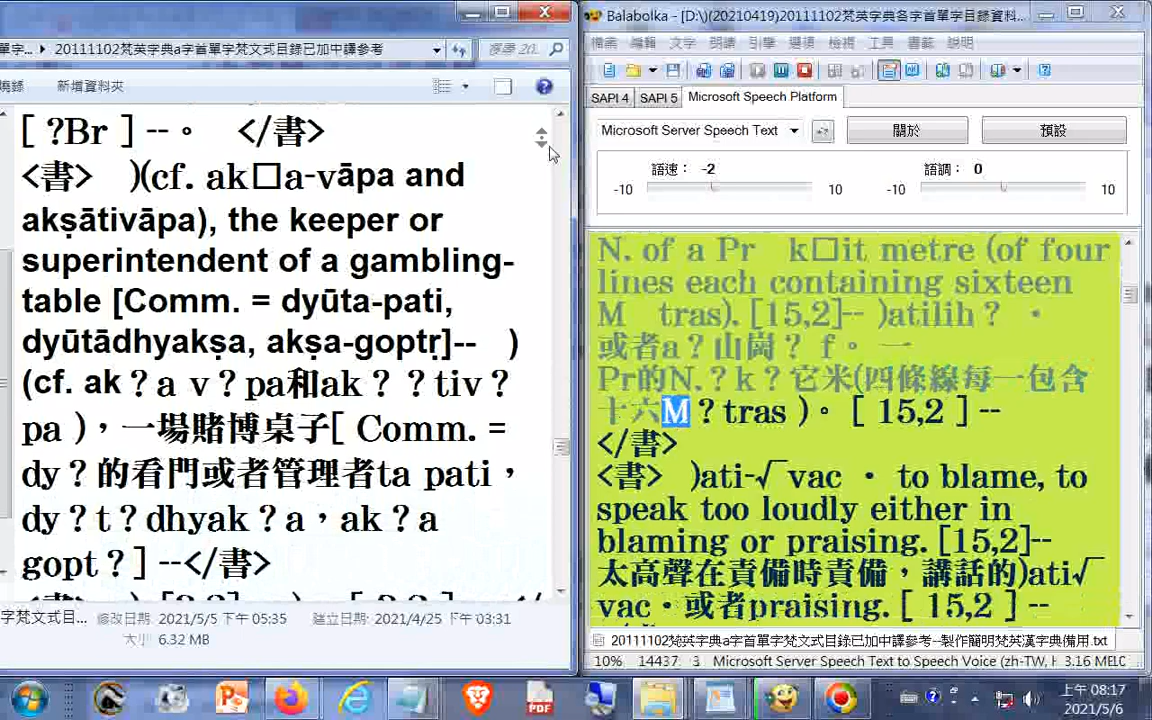 單字... ▸ 20111102梵英字典a字首單字梵文式目錄已加中譯參考
新增資料夾
[ ?Br ] --。 </書>
<書> )(cf. ak□a-vāpa and
akṣātivāpa), the keeper or
superintendent of a gambling-
table [Comm. = dyūta-pati,
dyūtādhyakṣa, akṣa-goptṛ]-- )
(cf. ak？a v？pa和ak？？tiv？
pa )，一場賭博桌子[ Comm. =
dy？的看門或者管理者ta pati，
dy？t？dhyak？a，ak？a
gopt？] --</書>
字梵文式目... 修改日期: 2021/5/5 下午 05:35 建立日期: 2021/4/25 下午 03:31
大小: 6.32 MB
Balabolka - [D:\)(20210419)20111102梵英字典各字首單字目錄資料...
檔案 編輯 文字 朗讀 引擎 選項 檢視 工具 書籤 說明
SAPI 4 SAPI 5 Microsoft Speech Platform
Microsoft Server Speech Text 關於 預設
語速： -2 語調： 0
-10 10 -10 10
N. of a Pr k□it metre (of four
lines each containing sixteen
M tras). [15,2]-- )atilih？ •
或者a？山崗？ f。 一
Pr的N.？k？它米(四條線每一包含
十六M？tras )。 [ 15,2 ] --
</書>
<書> )ati-√vac • to blame, to
speak too loudly either in
blaming or praising. [15,2]--
太高聲在責備時責備，講話的)ati√
vac•或者praising. [ 15,2 ] --
20111102梵英字典a字首單字梵文式目錄已加中譯參考--製作簡明梵英漢字典備用.txt
10% 14437 3 Microsoft Server Speech Text to Speech Voice (zh-TW, H 3.16 MELC
PDF
上午 08:17
2021/5/6